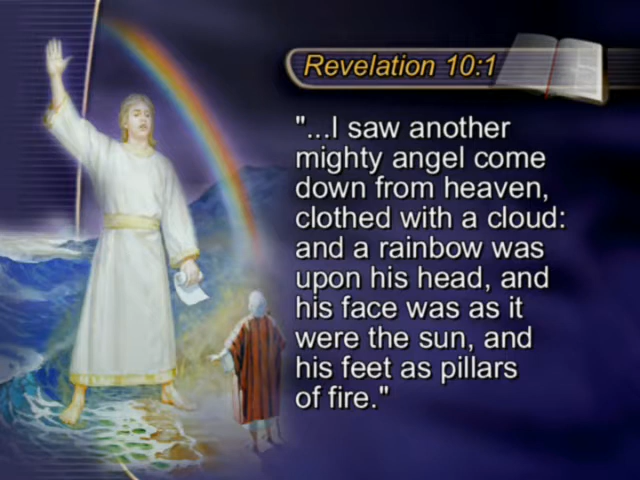 Revelation 10:1
"...I saw another
mighty angel come
down from heaven,
clothed with a cloud:
and a rainbow was
upon his head, and
his face was as it
were the sun, and
his feet as pillars
of fire."